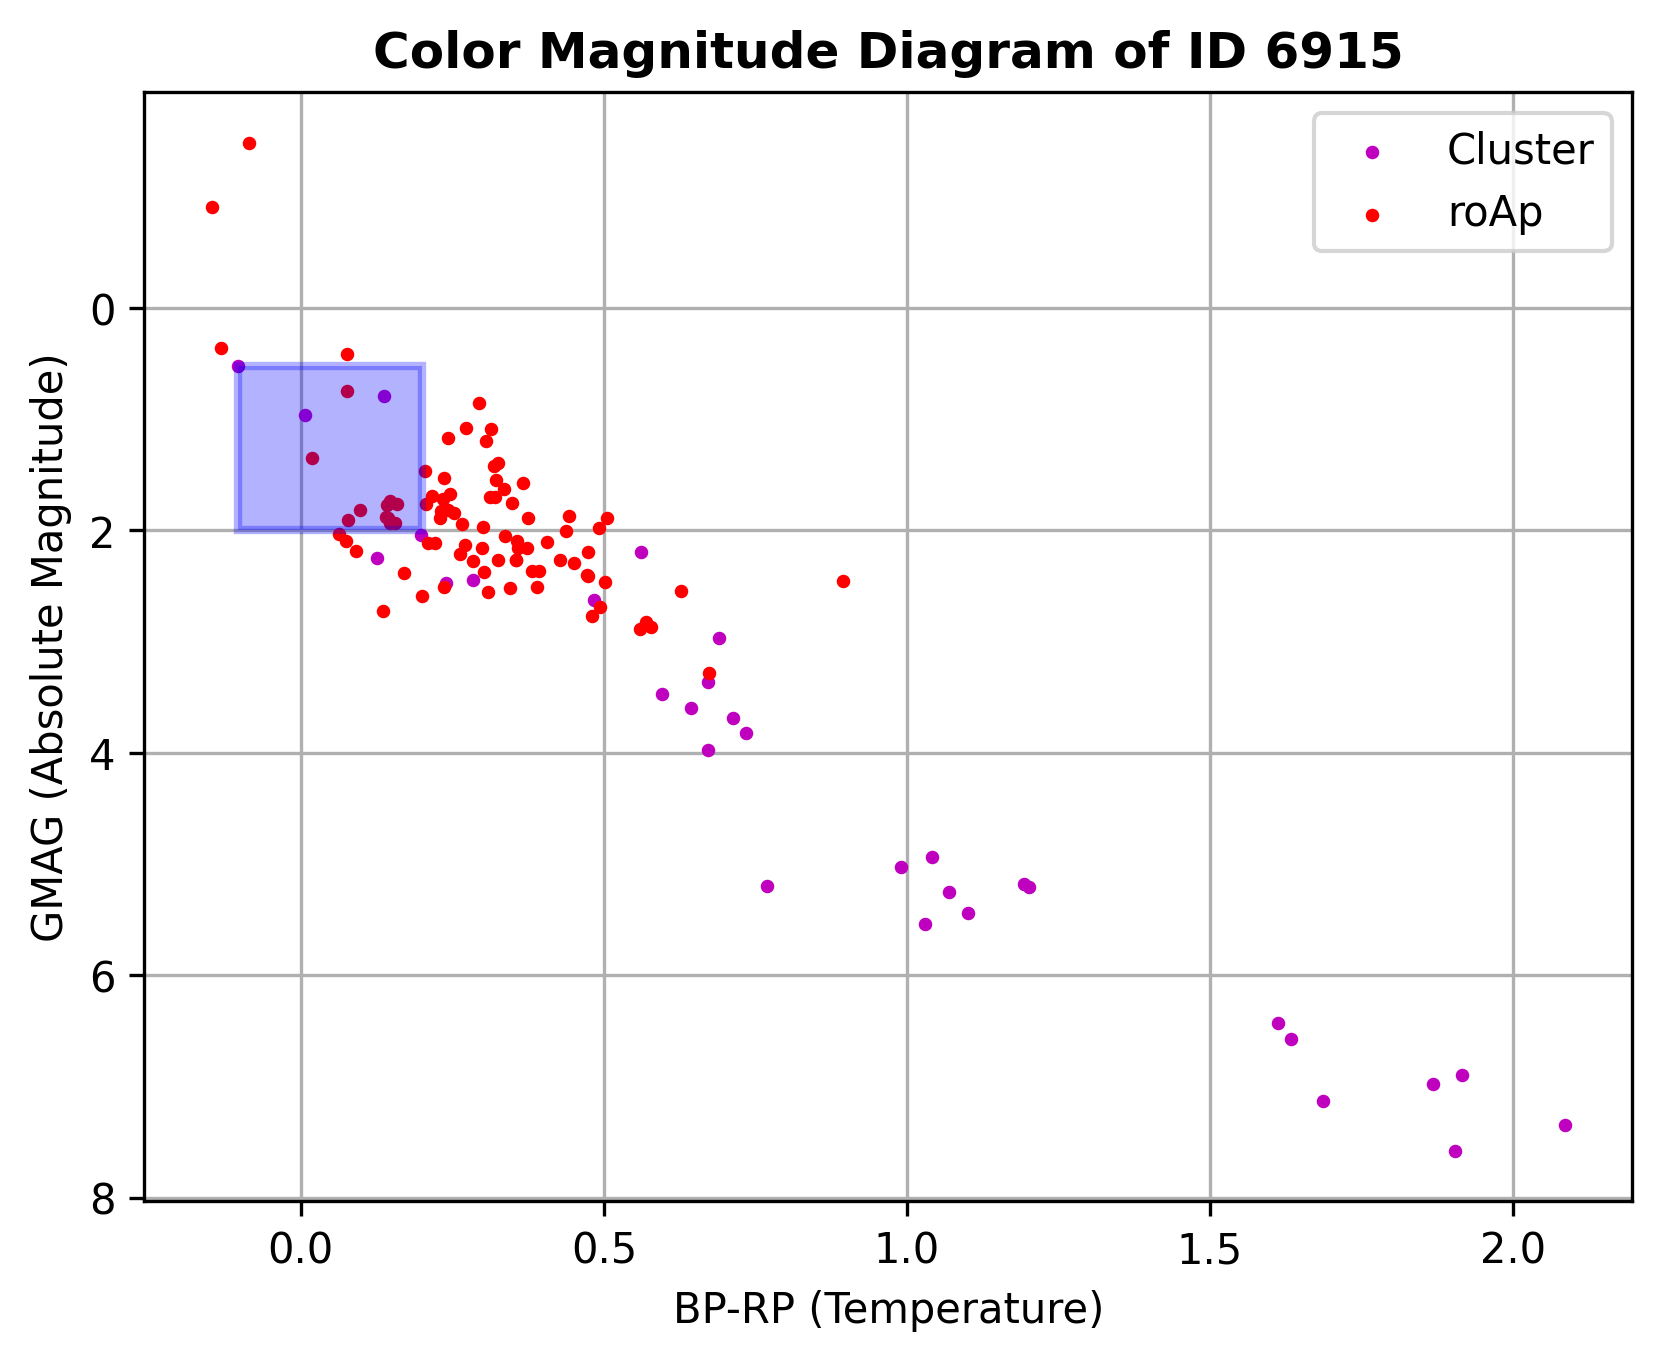 Color Magnitude Diagram of ID 6915
Cluster
roAp
GMAG (Absolute Magnitude)
0
2
4
6
8
0.0 0.5 1.0 1.5 2.0
BP-RP (Temperature)